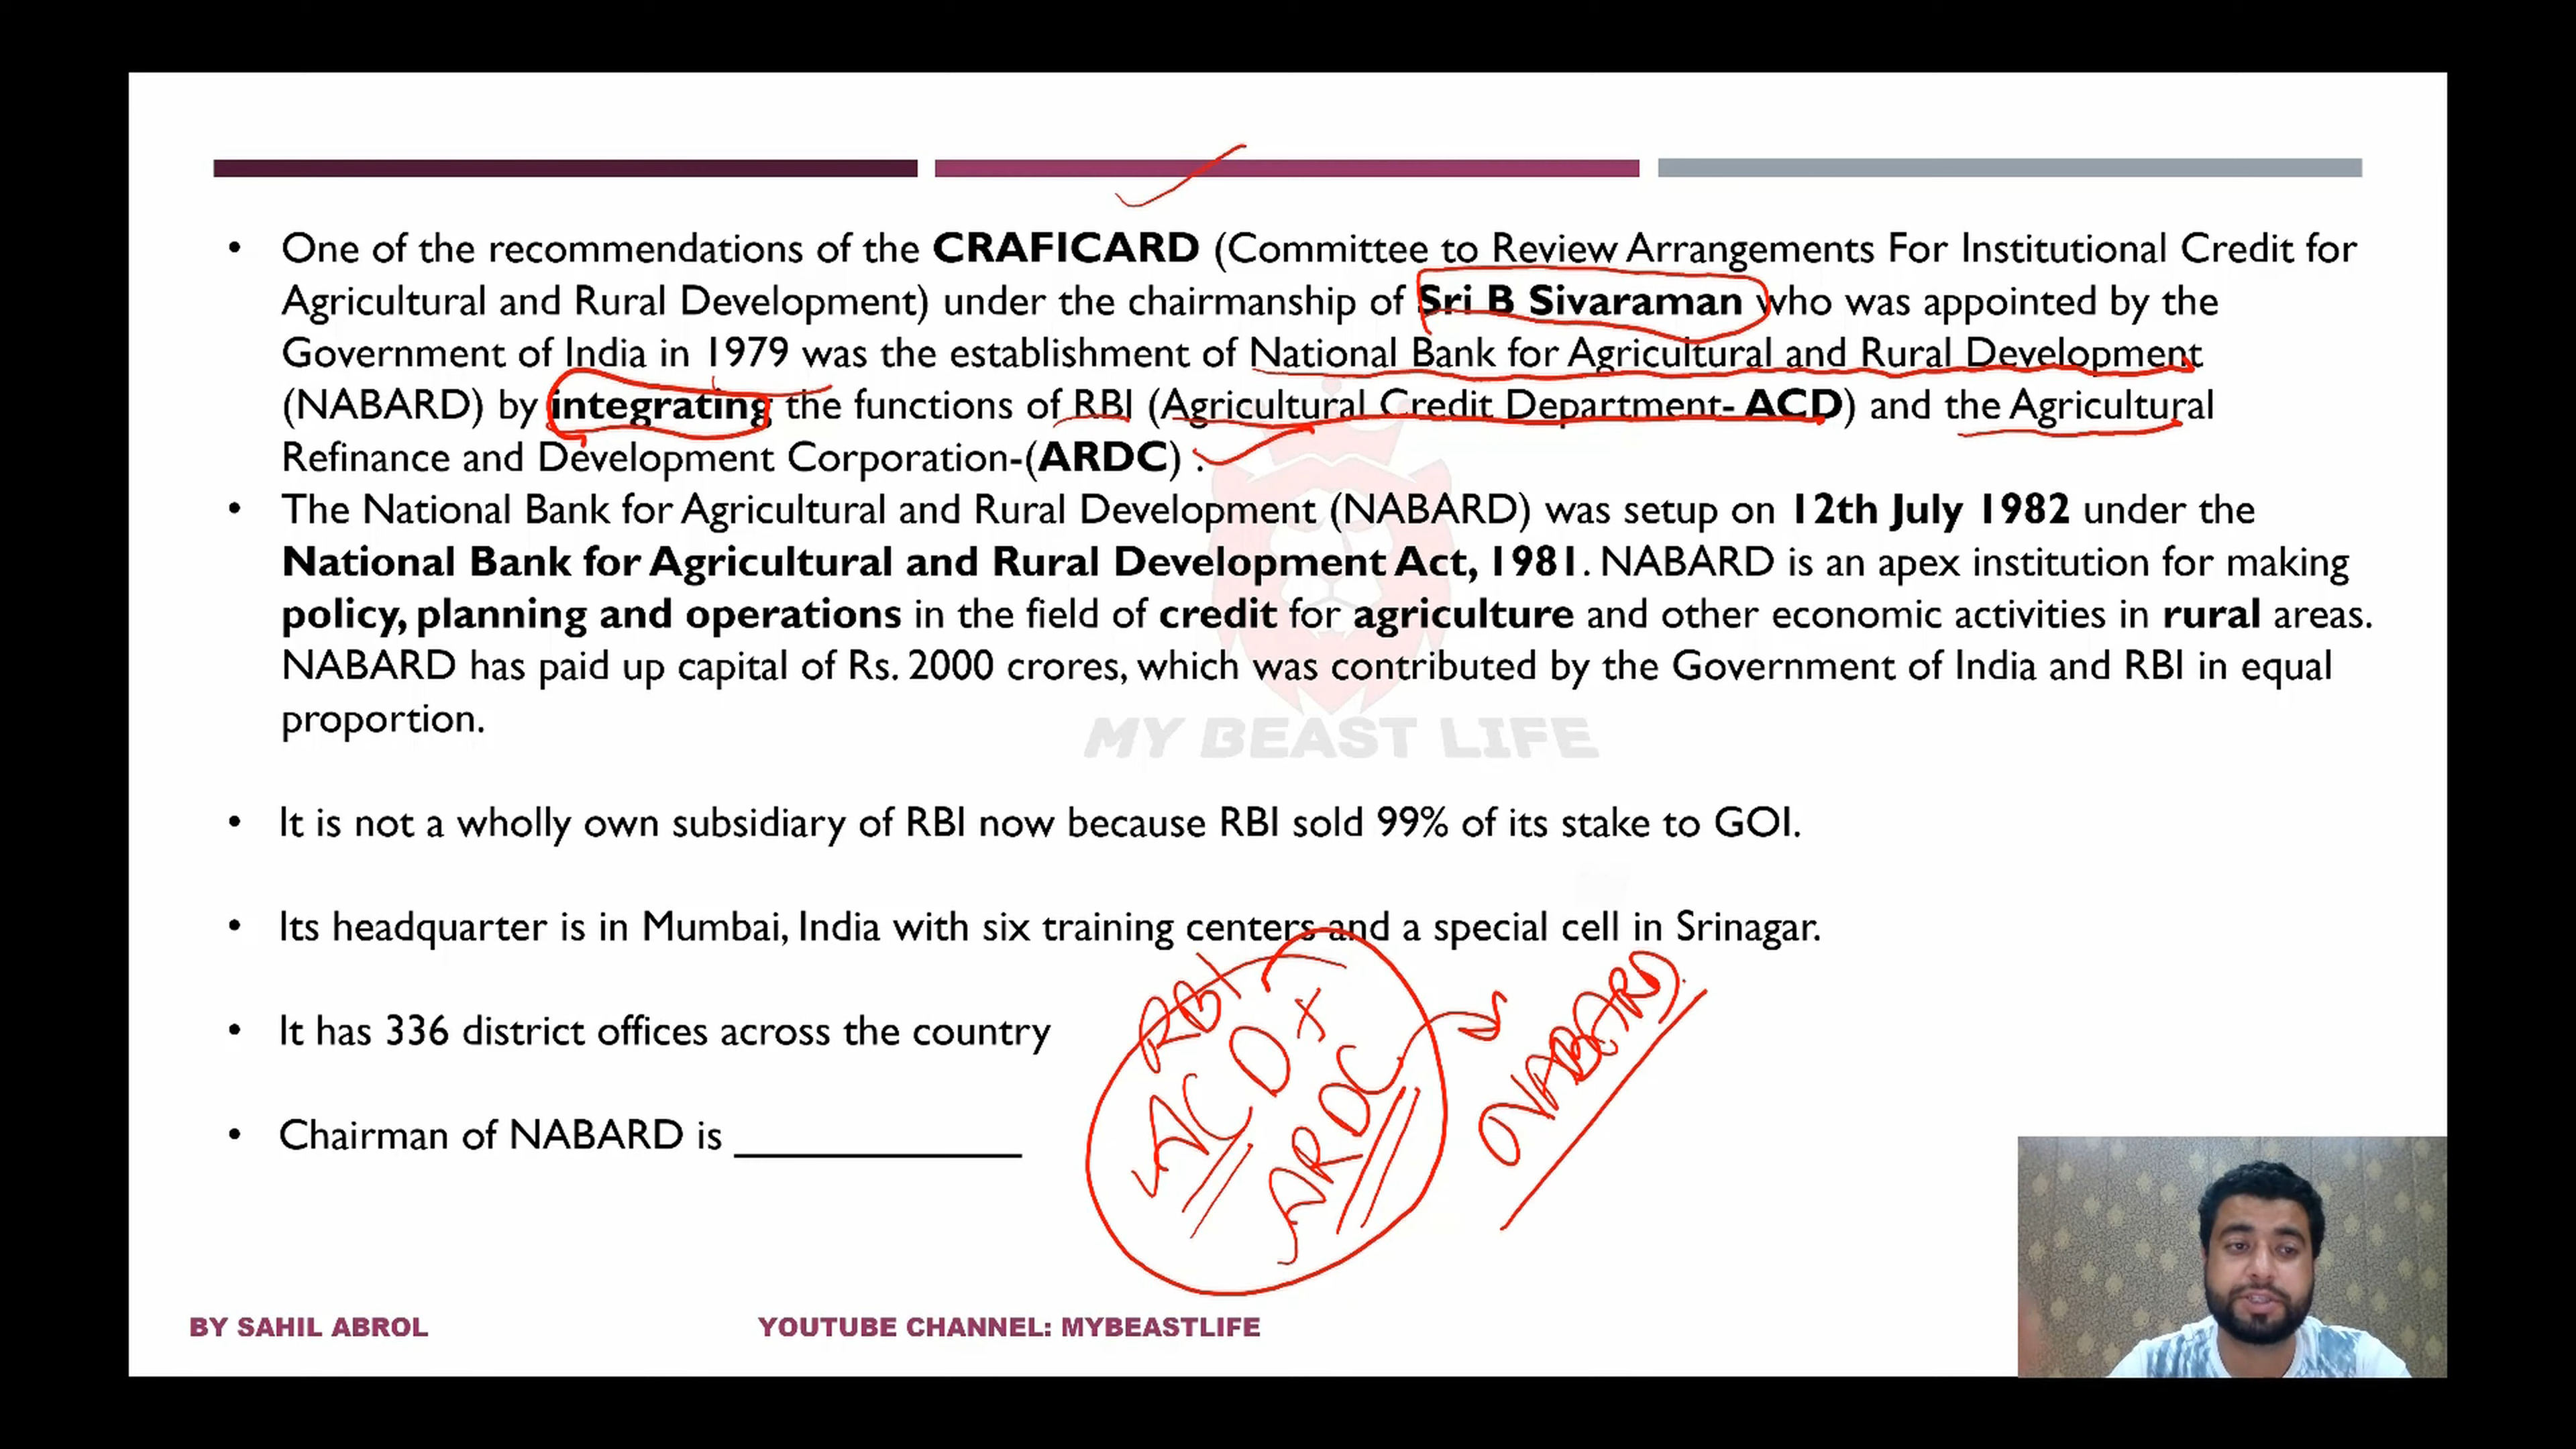 • One of the recommendations of the CRAFICARD (Committee to Review Arrangements For Institutional Credit for
Agricultural and Rural Development) under the chairmanship of Sri B Sivaraman who was appointed by the
Government of India in 1979 was the establishment of National Bank for Agricultural and Rural Development
(NABARD) by integrating the functions of RBI (Agricultural Credit Department- ACD) and the Agricultural
Refinance and Development Corporation-(ARDC) .
• The National Bank for Agricultural and Rural Development (NABARD) was setup on 12th July 1982 under the
National Bank for Agricultural and Rural Development Act, 1981. NABARD is an apex institution for making
policy, planning and operations in the field of credit for agriculture and other economic activities in rural areas.
NABARD has paid up capital of Rs. 2000 crores, which was contributed by the Government of India and RBI in equal
proportion.
MY BEAST LIFE
• It is not a wholly own subsidiary of RBI now because RBI sold 99% of its stake to GOI.
• Its headquarter is in Mumbai, India with six training centers and a special cell in Srinagar.
• It has 336 district offices across the country
• Chairman of NABARD is ____________
RBI
ACD +
ARDC
NABARD
BY SAHIL ABROL
YOUTUBE CHANNEL: MYBEASTLIFE